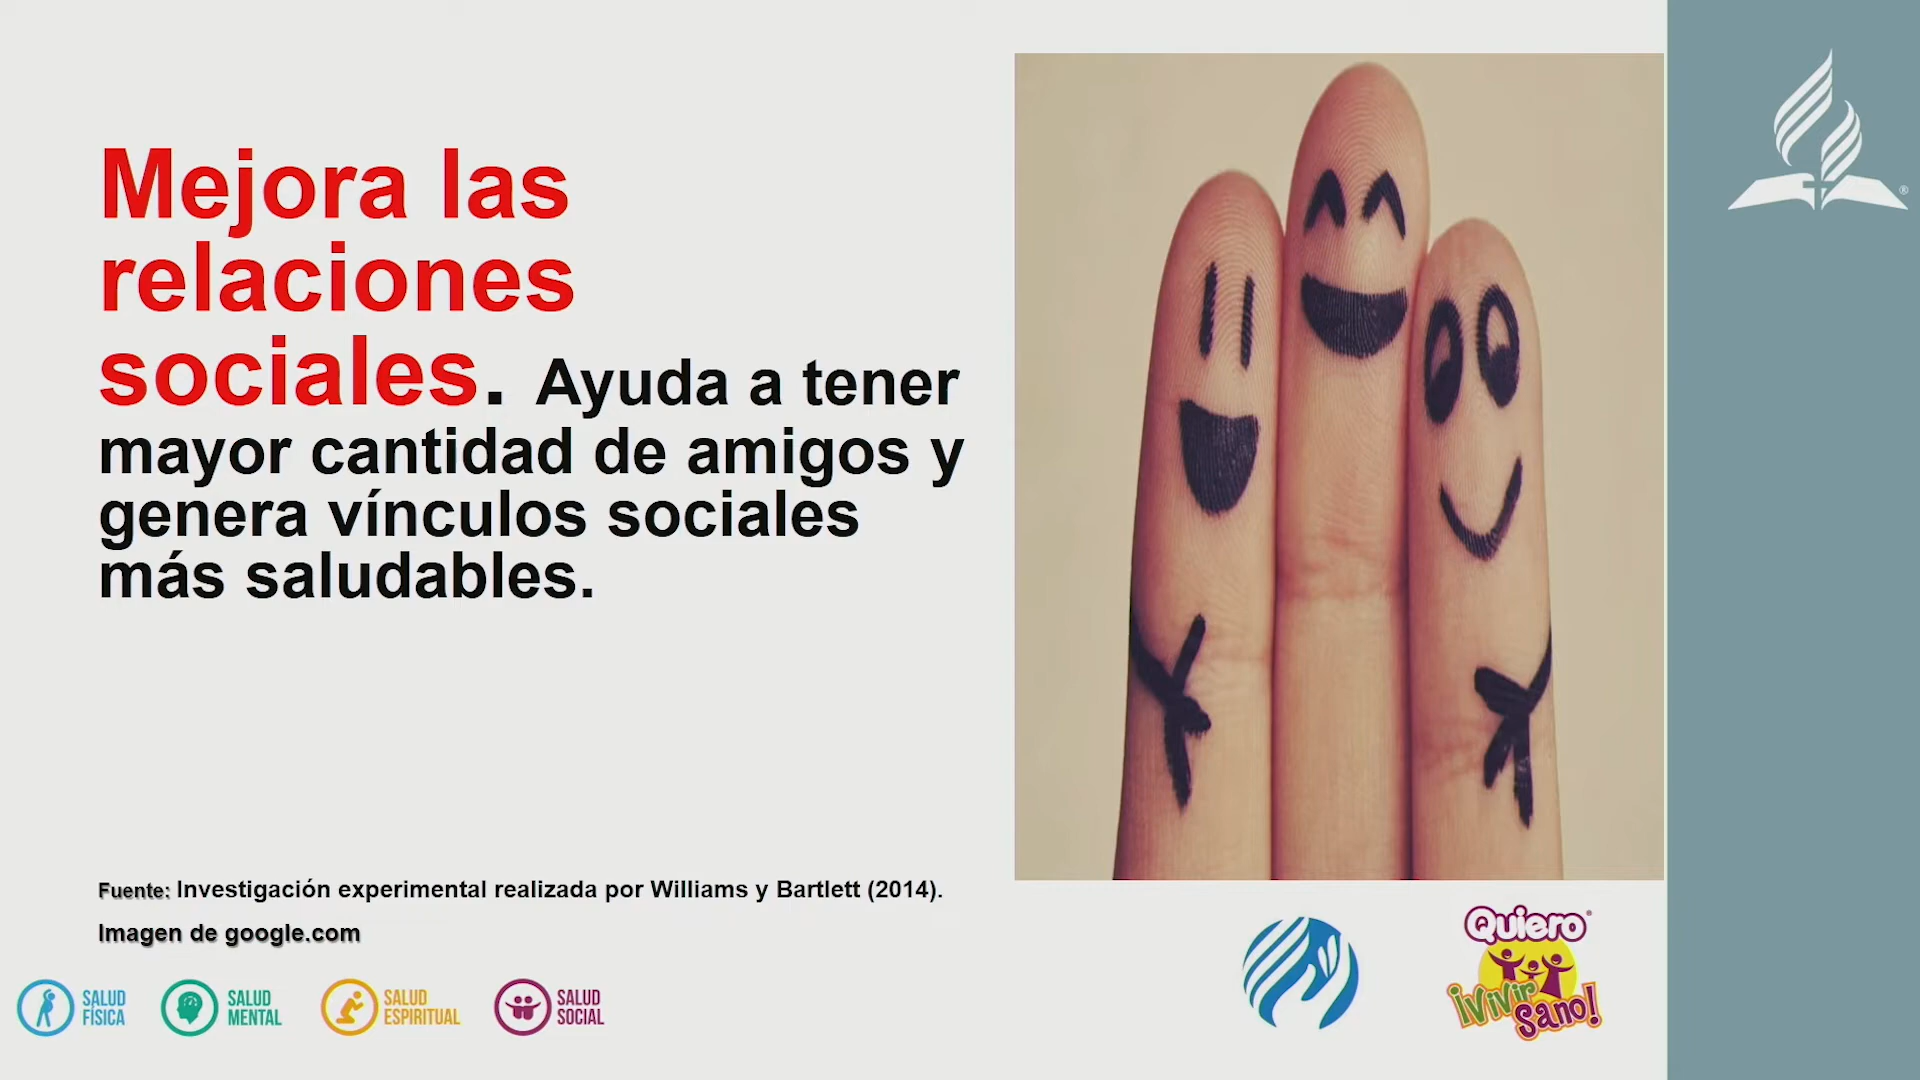 Mejora las
relaciones
sociales. Ayuda a tener
mayor cantidad de amigos y
genera vínculos sociales
más saludables.
Fuente: Investigación experimental realizada por Williams y Bartlett (2014).
Imagen de google.com
SALUD
FÍSICA
SALUD
MENTAL
SALUD
ESPIRITUAL
SALUD
SOCIAL
Quiero
¡Vivir
Sano!
®